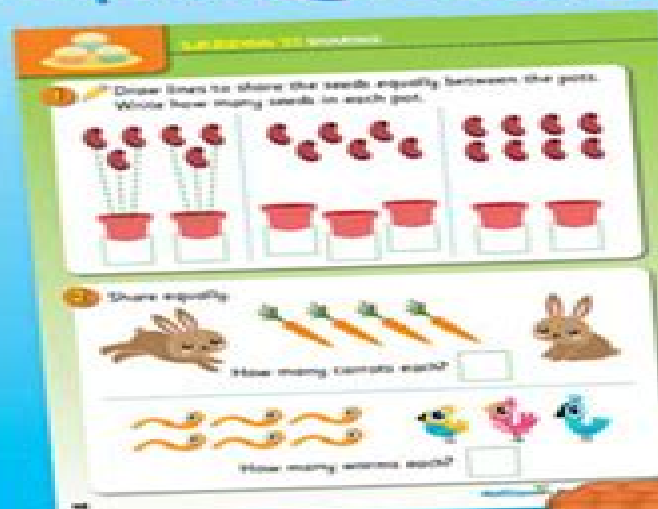 Draw lines to share the seeds equally between the pots.
Write how many seeds in each pot.
Share equally.
How many carrots each?
How many worms each?